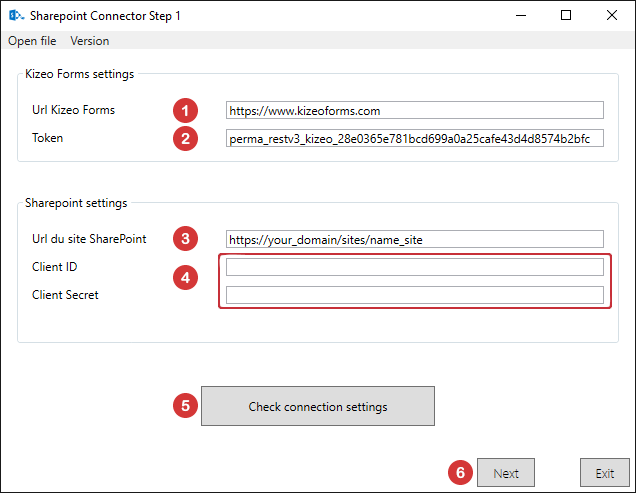 Sharepoint Connector Step 1
Open file Version
Kizeo Forms settings
Url Kizeo Forms 1 https://www.kizeoforms.com
Token 2 perma_restv3_kizeo_28e0365e781bcd699a0a25cafe43d4d8574b2bfc
Sharepoint settings
Url du site SharePoint 3 https://your_domain/sites/name_site
Client ID
4
Client Secret
5 Check connection settings
6 Next Exit